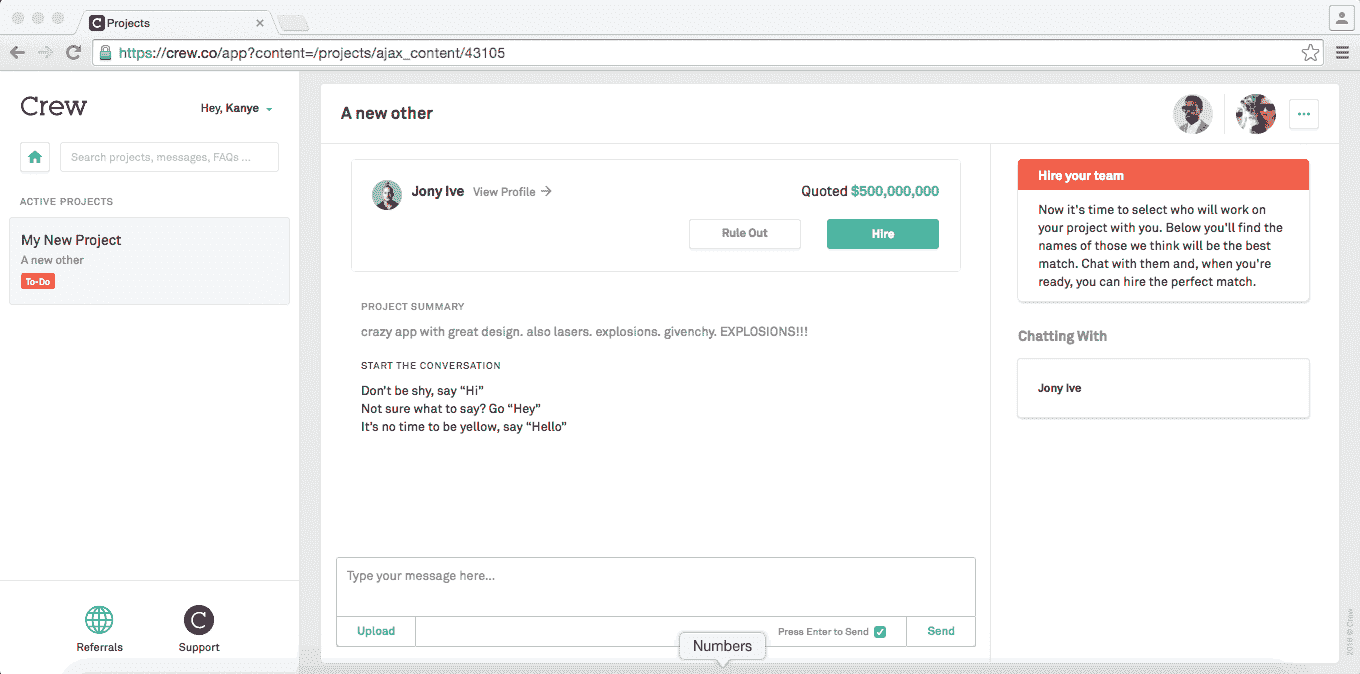 Projects
https://crew.co/app?content=/projects/ajax_content/43105
Crew
Hey, Kanye
Search projects, messages, FAQs ...
ACTIVE PROJECTS
My New Project
A new other
To-Do
Referrals
Support
A new other
Jony Ive View Profile →
Quoted $500,000,000
Rule Out
Hire
PROJECT SUMMARY
crazy app with great design. also lasers. explosions. givenchy. EXPLOSIONS!!!
START THE CONVERSATION
Don't be shy, say “Hi”
Not sure what to say? Go “Hey”
It's no time to be yellow, say “Hello”
Type your message here...
Upload
Press Enter to Send
Send
Numbers
Hire your team
Now it's time to select who will work on
your project with you. Below you'll find the
names of those we think will be the best
match. Chat with them and, when you're
ready, you can hire the perfect match.
Chatting With
Jony Ive
© Crew